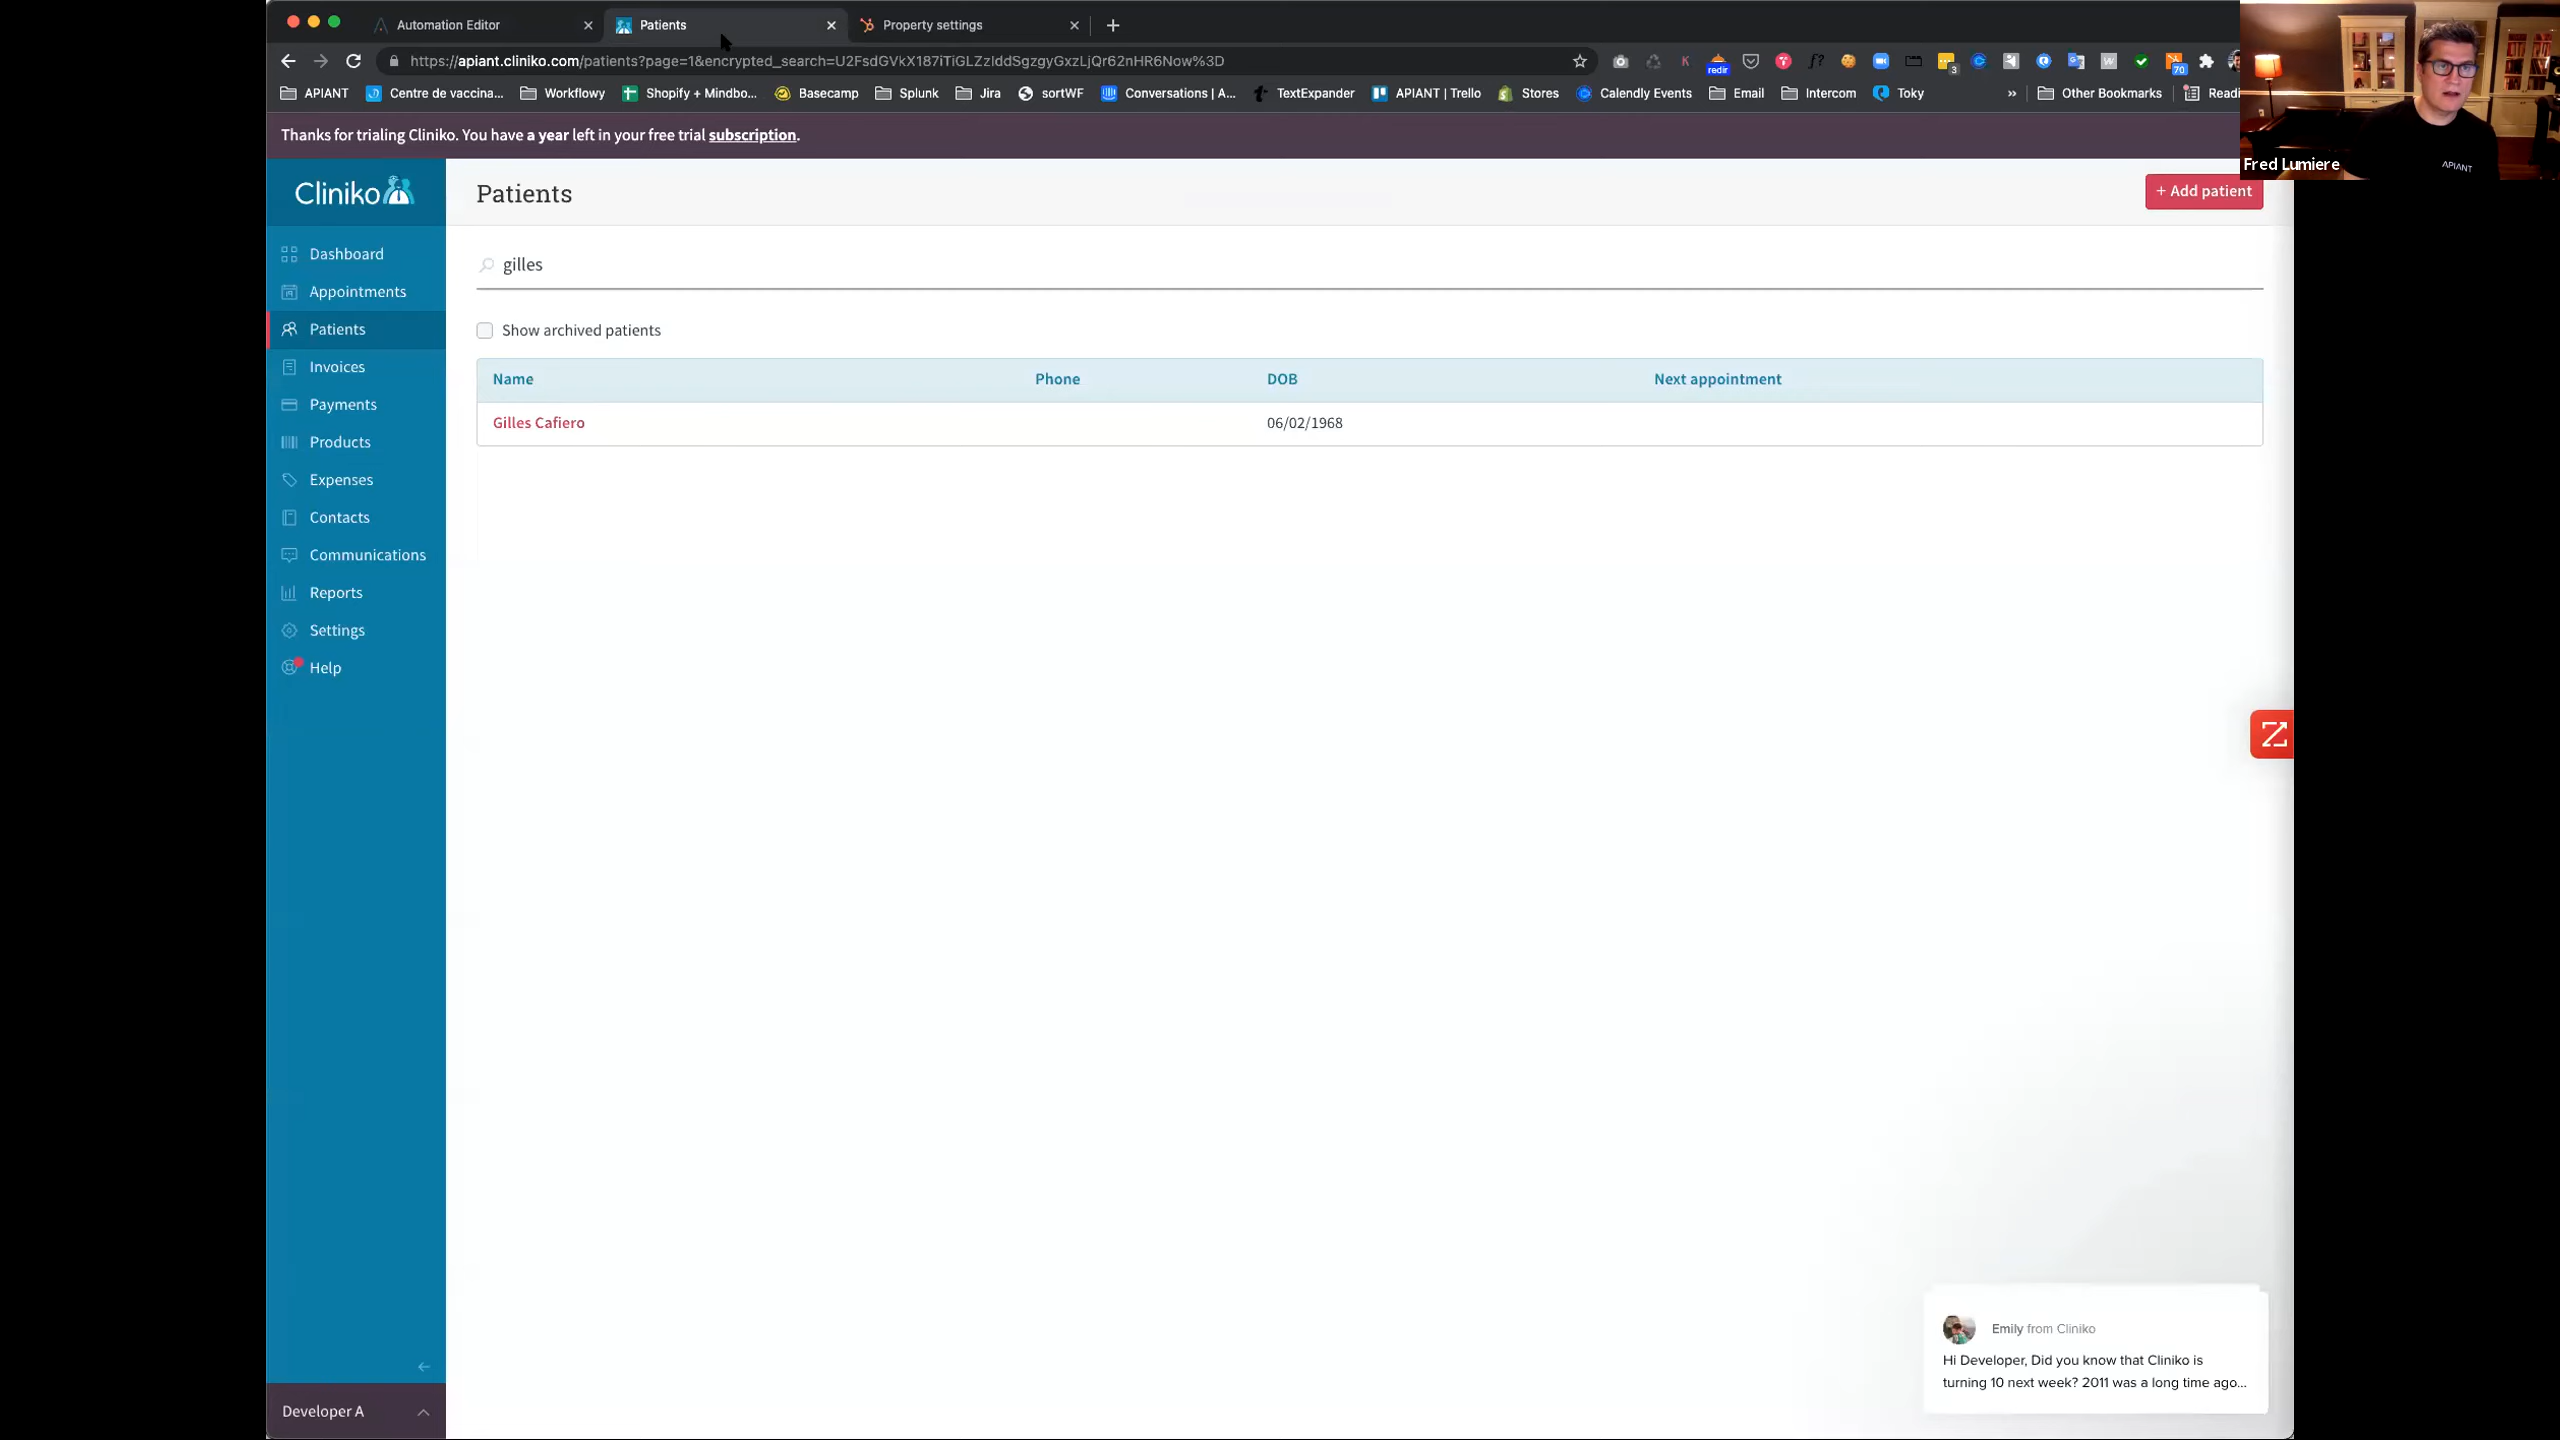 Automation Editor
Patients
Property settings
https://apiant.cliniko.com/patients?page=1&encrypted_search=U2FsdGVkX187iTiGLZzIddSgzgyGxzLjQr62nHR6Now%3D
redir
3
70
APIANT
Centre de vaccina...
Workflowy
Shopify + Mindbo...
Basecamp
Splunk
Jira
sortWF
Conversations | A...
TextExpander
APIANT | Trello
Stores
Calendly Events
Email
Intercom
Toky
»
Other Bookmarks
Readi
Thanks for trialing Cliniko. You have a year left in your free trial subscription.
Fred Lumiere
APIANT
Cliniko
Patients
+ Add patient
Dashboard
Appointments
Patients
Invoices
Payments
Products
Expenses
Contacts
Communications
Reports
Settings
Help
gilles
Show archived patients
Name Phone DOB Next appointment
Gilles Cafiero 06/02/1968
Emily from Cliniko
Hi Developer, Did you know that Cliniko is
turning 10 next week? 2011 was a long time ago...
Developer A